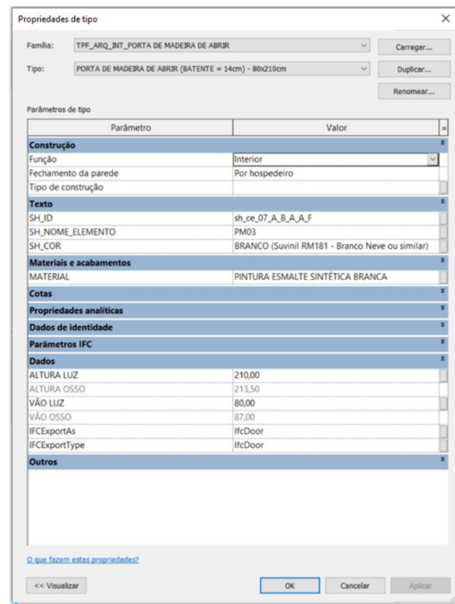 Propriedades de tipo
Família: TPF_ARQ_INT_PORTA DE MADEIRA DE ABRIR Carregar...
Tipo: PORTA DE MADEIRA DE ABRIR (BATENTE = 14cm) - 80x210cm Duplicar...
Renomear...
Parâmetros de tipo
Parâmetro Valor =
Construção
Função Interior
Fechamento da parede Por hospedeiro
Tipo de construção
Texto
SH_ID sh_ce_07_A_B_A_A_F
SH_NOME_ELEMENTO PM03
SH_COR BRANCO (Suvinil RM181 - Branco Neve ou similar)
Materiais e acabamentos
MATERIAL PINTURA ESMALTE SINTÉTICA BRANCA
Cotas
Propriedades analíticas
Dados de identidade
Parâmetros IFC
Dados
ALTURA LUZ 210,00
ALTURA OSSO 213,50
VÃO LUZ 80,00
VÃO OSSO 87,00
IFCExportAs IfcDoor
IFCExportType IfcDoor
Outros
O que fazem estas propriedades?
<< Visualizar OK Cancelar Aplicar